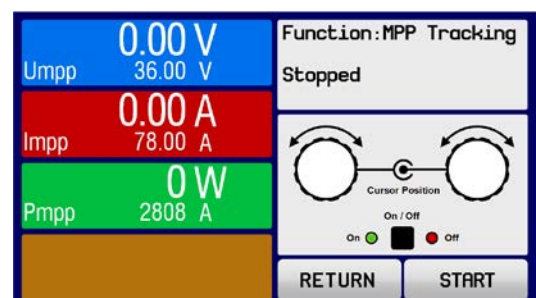 0.00 V
Umpp 36.00 V
0.00 A
Impp 78.00 A
0 W
Pmpp 2808 A
Function:MPP Tracking
Stopped
Cursor Position
On / Off
On Off
RETURN START